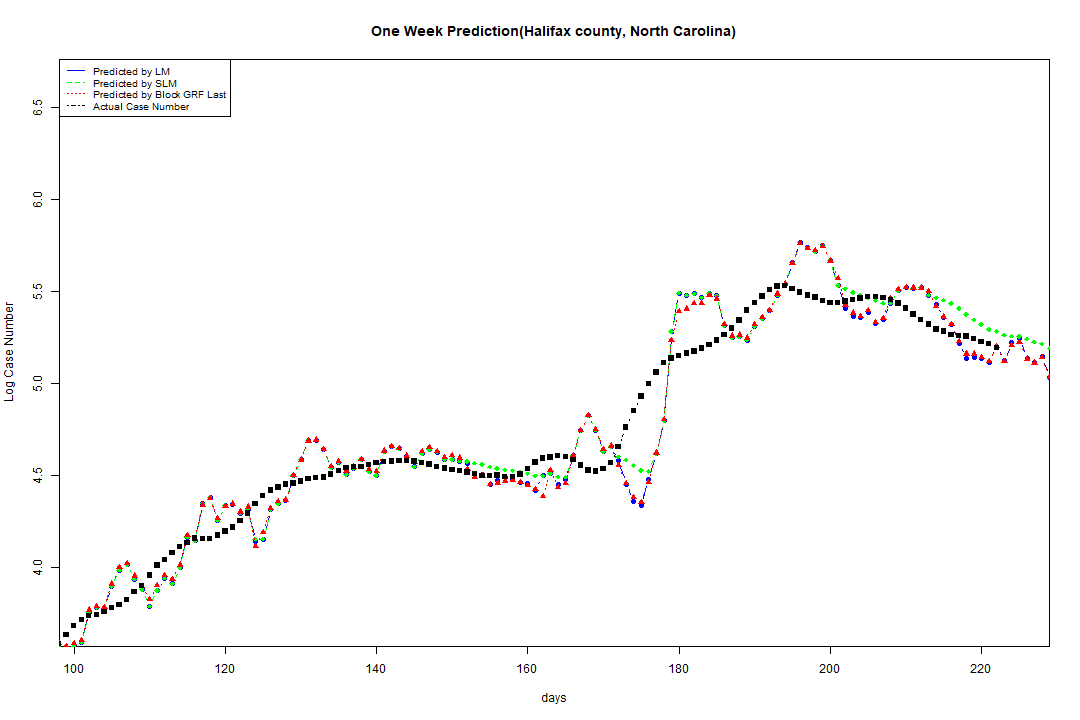 One Week Prediction(Halifax county, North Carolina)
Predicted by LM
Predicted by SLM
Predicted by Block GRF Last
Actual Case Number
6.5
6.0
5.5
5.0
4.5
4.0
Log Case Number
100 120 140 160 180 200 220
days